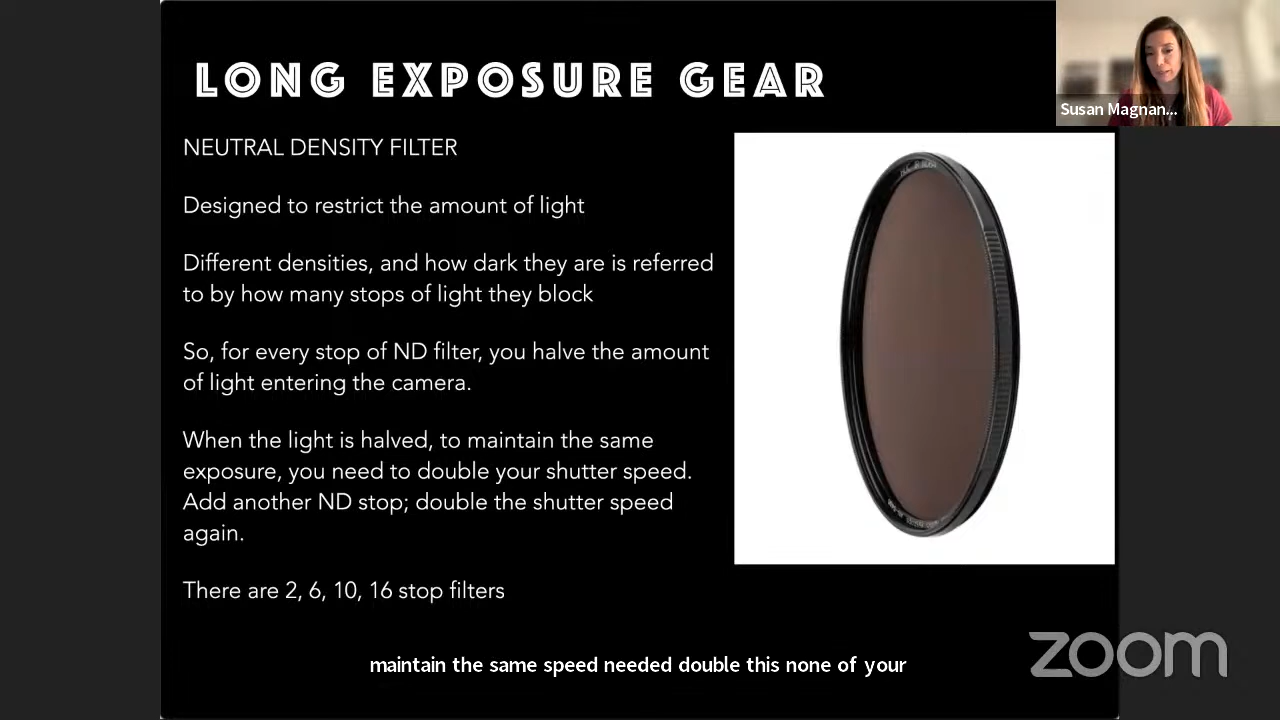 LONG EXPOSURE GEAR
Susan Magnan...
NEUTRAL DENSITY FILTER
Designed to restrict the amount of light
Different densities, and how dark they are is referred
to by how many stops of light they block
So, for every stop of ND filter, you halve the amount
of light entering the camera.
When the light is halved, to maintain the same
exposure, you need to double your shutter speed.
Add another ND stop; double the shutter speed
again.
There are 2, 6, 10, 16 stop filters
maintain the same speed needed double this none of your
zoom